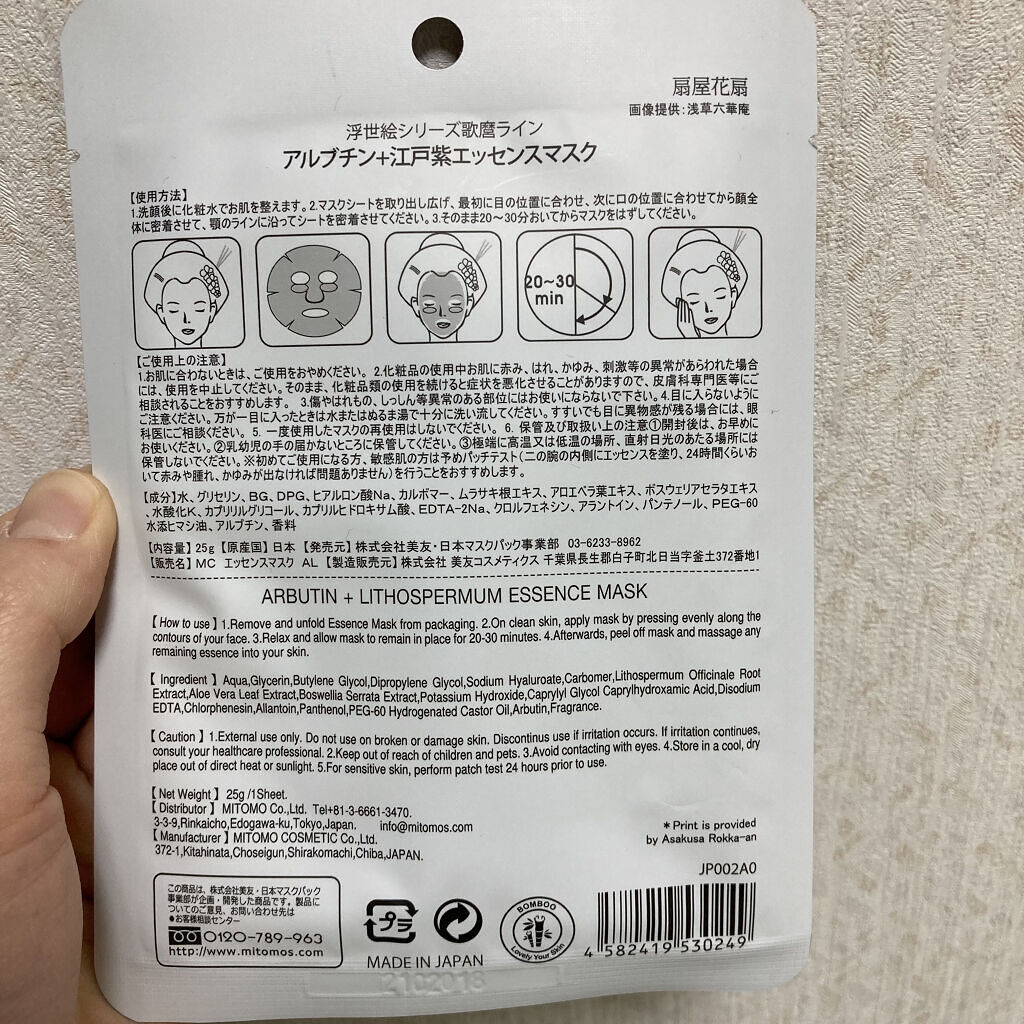 扇屋花扇
画像提供:浅草六華庵
浮世絵シリーズ歌麿ライン
アルブチン+江戸紫エッセンスマスク
【使用方法】
1.洗顔後に化粧水でお肌を整えます。2.マスクシートを取り出し広げ、最初に目の位置に合わせ、次に口の位置に合わせてから顔全
体に密着させて、顎のラインに沿ってシートを密着させてください。3.そのまま20～30分おいてからマスクをはずしてください。
20~30
min
【ご使用上の注意】
1.お肌に合わないときは、ご使用をおやめください。2.化粧品の使用中お肌に赤み、はれ、かゆみ、刺激等の異常があらわれた場合
には、使用を中止してください。そのまま、化粧品類の使用を続けると症状を悪化させることがありますので、皮膚科専門医等にご
相談されることをおすすめします。 3.傷やはれもの、しっしん等異常のある部位にはお使いにならないで下さい。4.目に入らないように
ご注意ください。万が一目に入ったときは水またはぬるま湯で十分に洗い流してください。すすいでも目に異物感が残る場合には、眼
科医にご相談ください。 5. 一度使用したマスクの再使用はしないでください。 6. 保管及び取扱い上の注意①開封後は、お早めに
お使いください。②乳幼児の手の届かないところに保管してください。③極端に高温又は低温の場所、直射日光のあたる場所には
保管しないでください。※初めてご使用になる方、敏感肌の方は予めパッチテスト(二の腕の内側にエッセンスを塗り、24時間くらいお
いて赤みや腫れ、かゆみが出なければ問題ありません)を行うことをおすすめします。
【成分】水、グリセリン、BG、DPG、ヒアルロン酸Na、カルボマー、ムラサキ根エキス、アロエベラ葉エキス、ボスウェリアセラタエキス
、水酸化K、カプリリルグリコール、カプリルヒドロキサム酸、EDTA-2Na、クロルフェネシン、アラントイン、パンテノール、PEG-60
水添ヒマシ油、アルブチン、香料
【内容量】25g【原産国】日本【発売元】株式会社美友・日本マスクパック事業部 03-6233-8962
【販売名】MC エッセンスマスク AL【製造販売元】株式会社 美友コスメティクス 千葉県長生郡白子町北日当字釜土372番地1
ARBUTIN + LITHOSPERMUM ESSENCE MASK
【How to use】1.Remove and unfold Essence Mask from packaging. 2.On clean skin, apply mask by pressing evenly along the
contours of your face. 3.Relax and allow mask to remain in place for 20-30 minutes. 4.Afterwards, peel off mask and massage any
remaining essence into your skin.
【Ingredient】Aqua,Glycerin,Butylene Glycol,Dipropylene Glycol,Sodium Hyaluroate,Carbomer,Lithospermum Officinale Root
Extract,Aloe Vera Leaf Extract,Boswellia Serrata Extract,Potassium Hydroxide,Caprylyl Glycol Caprylhydroxamic Acid,Disodium
EDTA,Chlorphenesin,Allantoin,Panthenol,PEG-60 Hydrogenated Castor Oil,Arbutin,Fragrance.
【Caution】1.External use only. Do not use on broken or damage skin. Discontinus use if irritation occurs. If irritation continues,
consult your healthcare professional. 2.Keep out of reach of children and pets. 3.Avoid contacting with eyes. 4.Store in a cool, dry
place out of direct heat or sunlight. 5.For sensitive skin, perform patch test 24 hours prior to use.
【Net Weight】25g /1Sheet.
【Distributor】MITOMO Co.,Ltd. Tel+81-3-6661-3470.
3-3-9,Rinkaicho,Edogawa-ku,Tokyo,Japan. info@mitomos.com
【Manufacturer】MITOMO COSMETIC Co.,Ltd.
372-1,Kitahinata,Choseigun,Shirakomachi,Chiba,JAPAN.
＊Print is provided
by Asakusa Rokka-an
JP002A0
この商品は、株式会社美友・日本マスクパック
事業部が企画・開発した商品です。製品に
ついてのご意見、お問い合わせ先は
●お客様相談センター
0120-789-963
http://www.mitomos.com
プラ
MADE IN JAPAN
BOMBOO
Lovely Your Skin
4 582419 530249
2102018